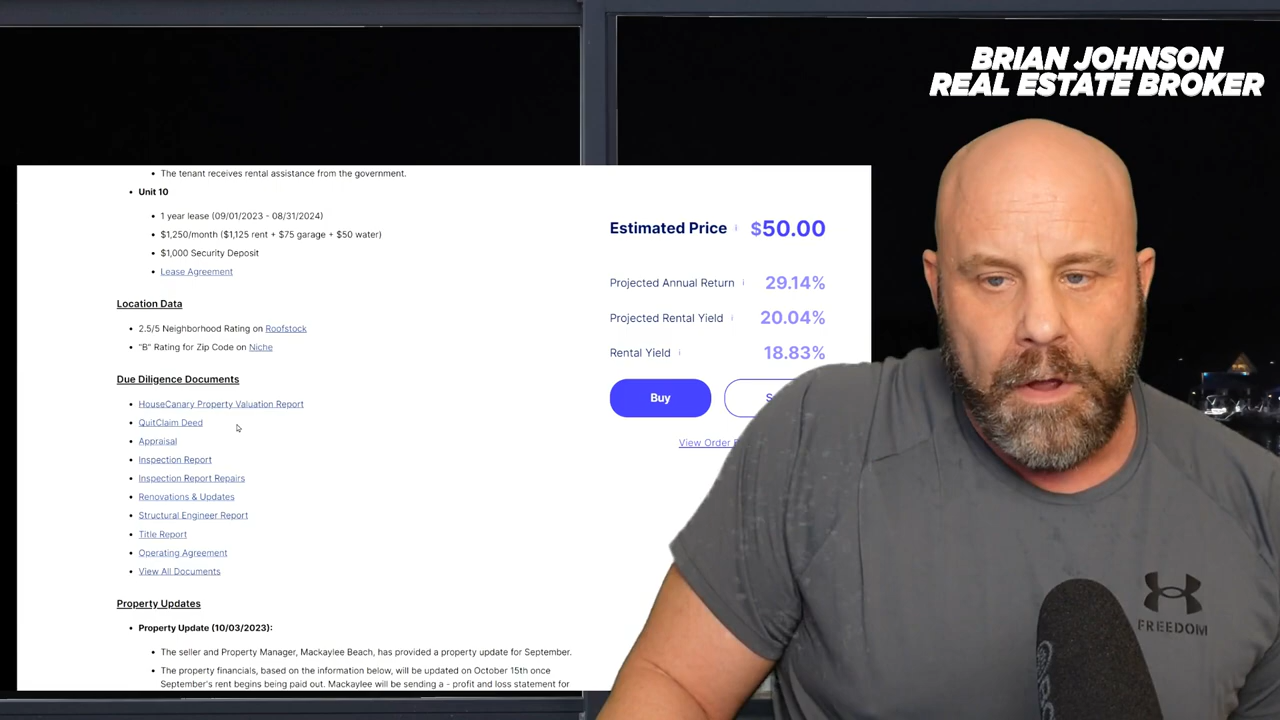 BRIAN JOHNSON
REAL ESTATE BROKER
The tenant receives rental assistance from the government.
Unit 10
1 year lease (09/01/2023 - 08/31/2024)
$1,250/month ($1,125 rent + $75 garage + $50 water)
$1,000 Security Deposit
Lease Agreement
Location Data
2.5/5 Neighborhood Rating on Roofstock
"B" Rating for Zip Code on Niche
Due Diligence Documents
HouseCanary Property Valuation Report
QuitClaim Deed
Appraisal
Inspection Report
Inspection Report Repairs
Renovations & Updates
Structural Engineer Report
Title Report
Operating Agreement
View All Documents
Property Updates
Property Update (10/03/2023):
The seller and Property Manager, Mackaylee Beach, has provided a property update for September.
The property financials, based on the information below, will be updated on October 15th once
September's rent begins being paid out. Mackaylee will be sending a - profit and loss statement for
Estimated Price $50.00
Projected Annual Return 29.14%
Projected Rental Yield 20.04%
Rental Yield 18.83%
Buy
View Order
FREEDOM